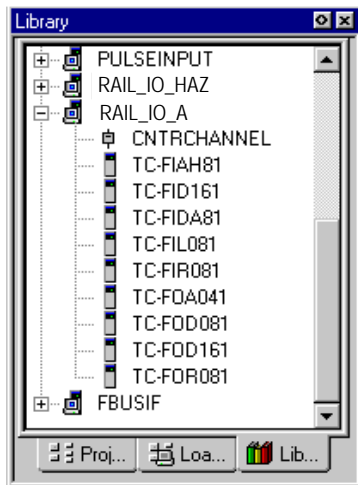 Library
PULSEINPUT
RAIL_IO_HAZ
RAIL_IO_A
CNTRCHANNEL
TC-FIAH81
TC-FID161
TC-FIDA81
TC-FIL081
TC-FIR081
TC-FOA041
TC-FOD081
TC-FOD161
TC-FOR081
FBUSIF
Proj... Loa... Lib...